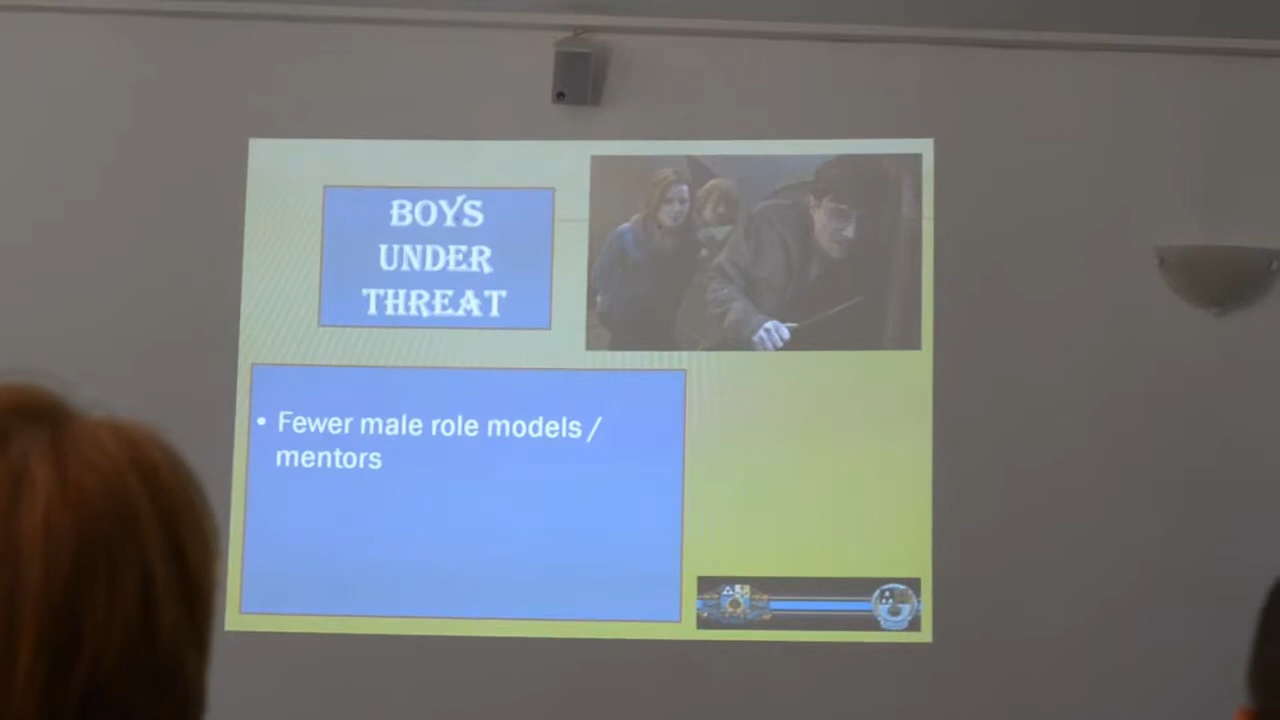 BOYS
UNDER
THREAT
• Fewer male role models /
mentors